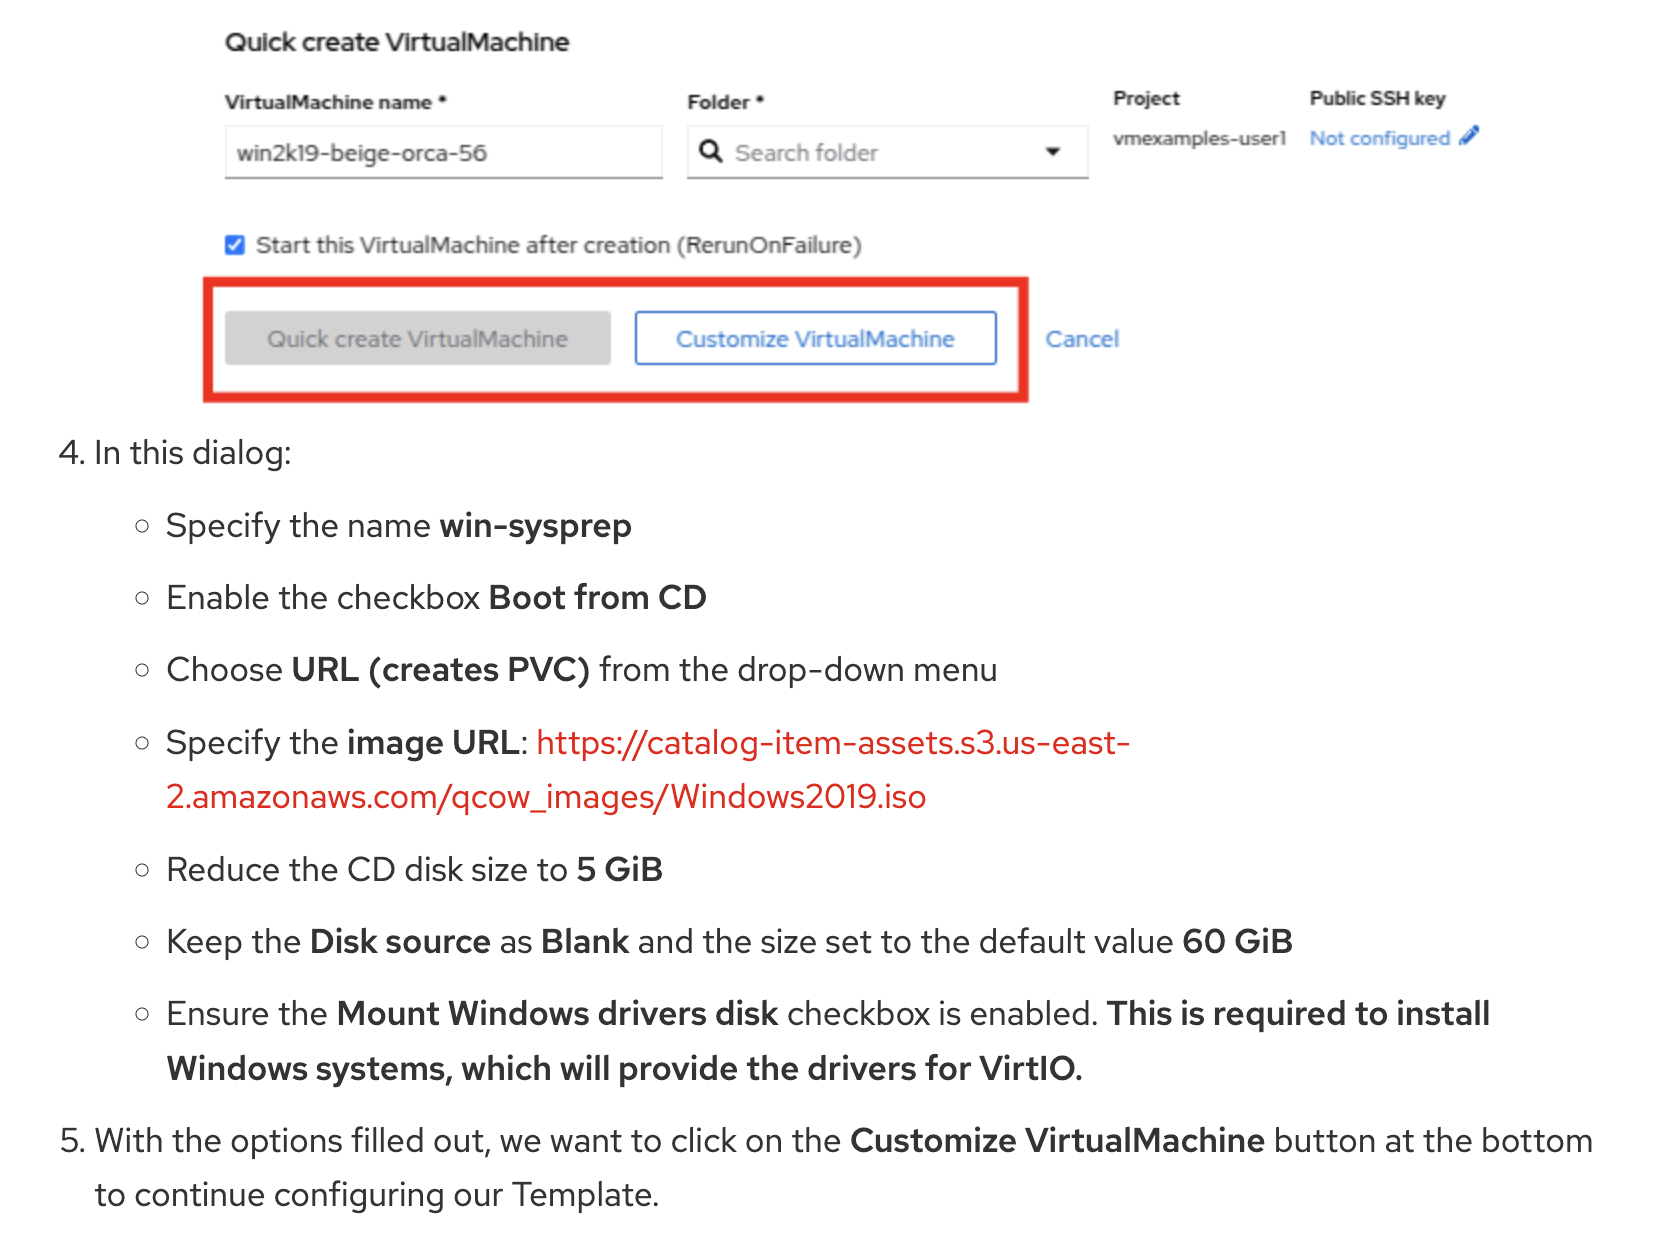 Quick create VirtualMachine
VirtualMachine name *
Folder *
Project
Public SSH key
win2k19-beige-orca-56
Search folder
vmexamples-user1
Not configured
Start this VirtualMachine after creation (RerunOnFailure)
Quick create VirtualMachine
Customize VirtualMachine
Cancel
4. In this dialog:
Specify the name win-sysprep
Enable the checkbox Boot from CD
Choose URL (creates PVC) from the drop-down menu
Specify the image URL: https://catalog-item-assets.s3.us-east-
2.amazonaws.com/qcow_images/Windows2019.iso
Reduce the CD disk size to 5 GiB
Keep the Disk source as Blank and the size set to the default value 60 GiB
Ensure the Mount Windows drivers disk checkbox is enabled. This is required to install
Windows systems, which will provide the drivers for VirtIO.
5. With the options filled out, we want to click on the Customize VirtualMachine button at the bottom
to continue configuring our Template.